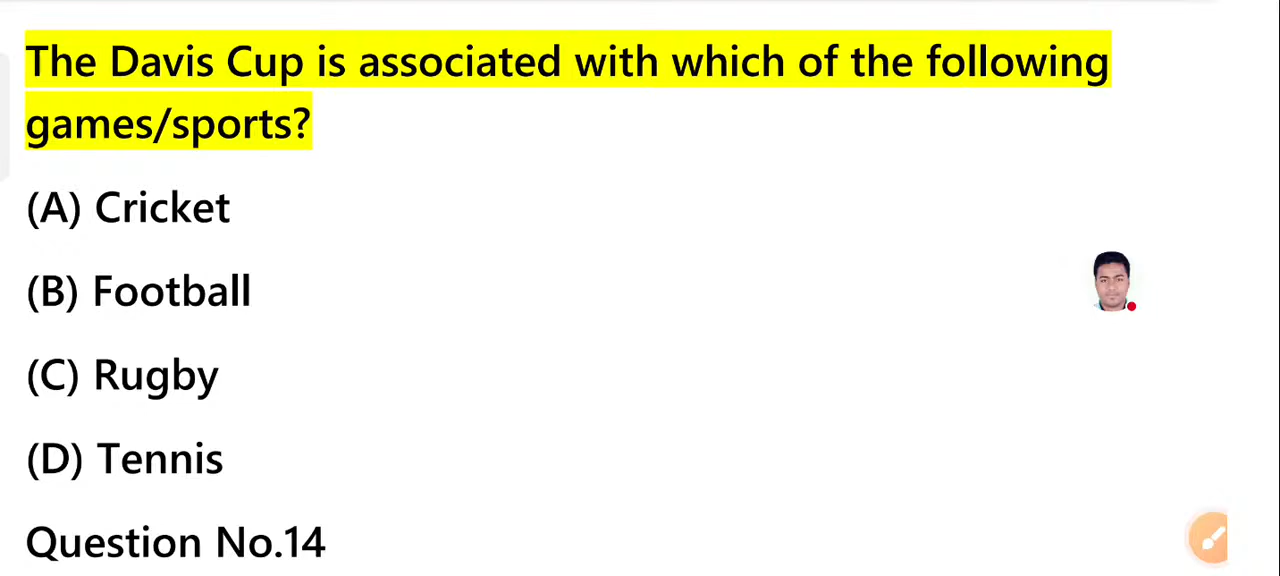 The Davis Cup is associated with which of the following
games/sports?
(A) Cricket
(B) Football
(C) Rugby
(D) Tennis
Question No.14